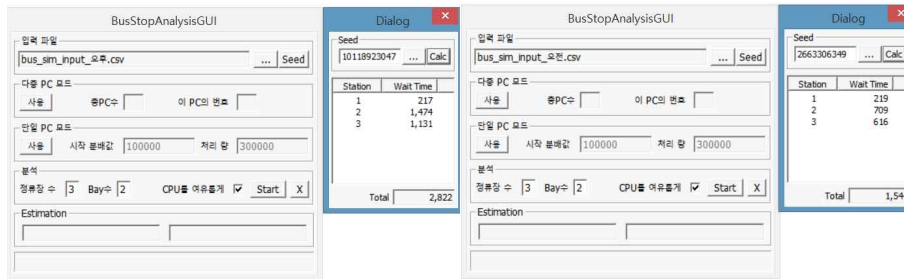 BusStopAnalysisGUI
입력 파일
bus_sim_input_오후.csv ... Seed
다중 PC 모드
사용 총PC수 이 PC의 번호
단일 PC 모드
사용 시작 분배값 100000 처리 량 300000
분석
정류장 수 3 Bay수 2 CPU를 여유롭게 Start X
Estimation
Dialog
Seed
10118923047 ... Calc
Station Wait Time
1 217
2 1,474
3 1,131
Total 2,822
BusStopAnalysisGUI
입력 파일
bus_sim_input_오전.csv ... Seed
다중 PC 모드
사용 총PC수 이 PC의 번호
단일 PC 모드
사용 시작 분배값 100000 처리 량 300000
분석
정류장 수 3 Bay수 2 CPU를 여유롭게 Start X
Estimation
Dialog
Seed
2663306349 ... Calc
Station Wait Time
1 219
2 709
3 616
Total 1,54